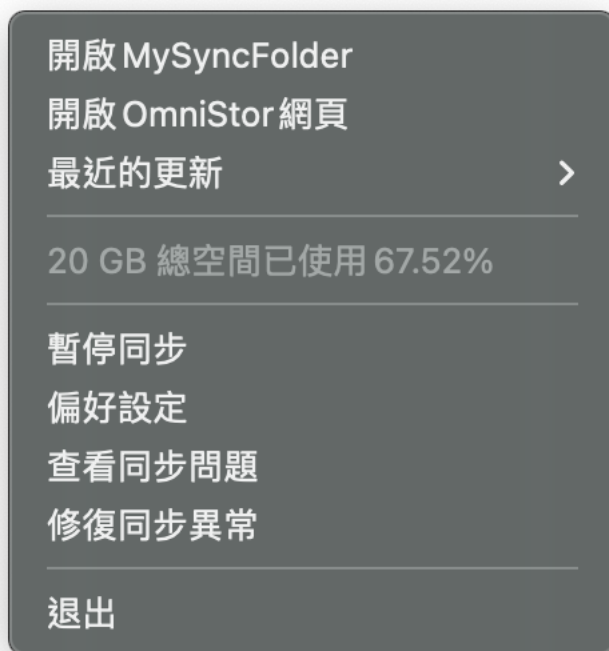 開啟 MySyncFolder
開啟 OmniStor 網頁
最近的更新
20 GB 總空間已使用 67.52%
暫停同步
偏好設定
查看同步問題
修復同步異常
退出